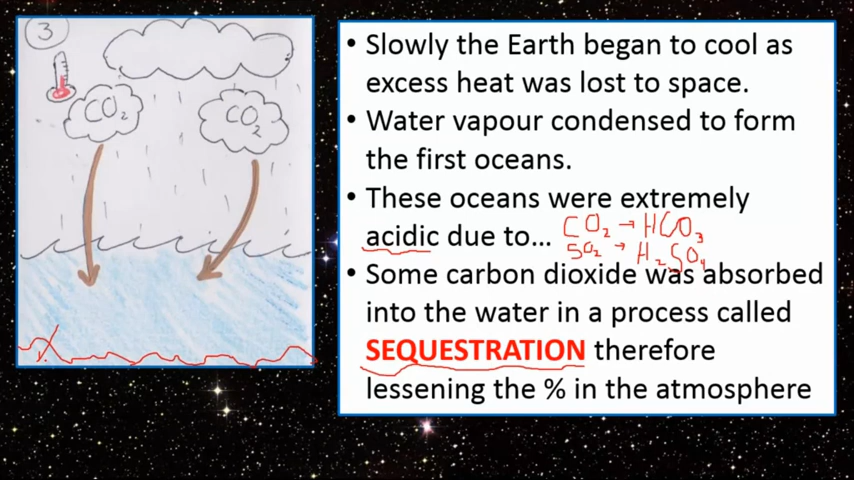 3
CO₂
CO₂
• Slowly the Earth began to cool as
excess heat was lost to space.
• Water vapour condensed to form
the first oceans.
• These oceans were extremely
acidic due to... CO₂ → HCO₃
SO₂ → H₂SO₄
• Some carbon dioxide was absorbed
into the water in a process called
SEQUESTRATION therefore
lessening the % in the atmosphere